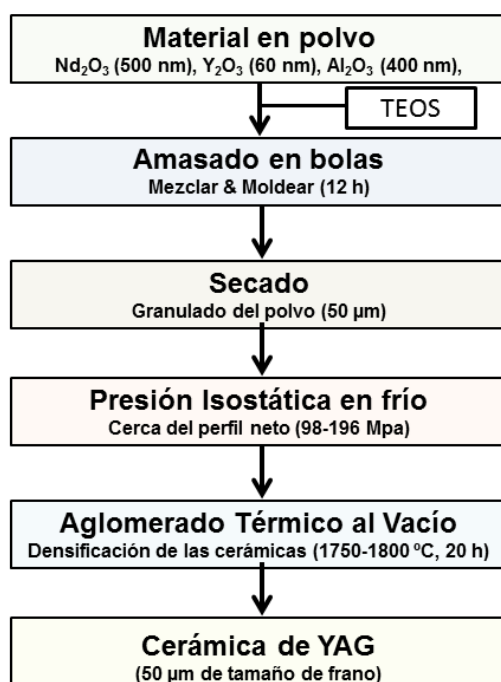 Material en polvo
Nd₂O₃ (500 nm), Y₂O₃ (60 nm), Al₂O₃ (400 nm),
TEOS
Amasado en bolas
Mezclar & Moldear (12 h)
Secado
Granulado del polvo (50 µm)
Presión Isostática en frío
Cerca del perfil neto (98-196 Mpa)
Aglomerado Térmico al Vacío
Densificación de las cerámicas (1750-1800 ºC, 20 h)
Cerámica de YAG
(50 µm de tamaño de frano)